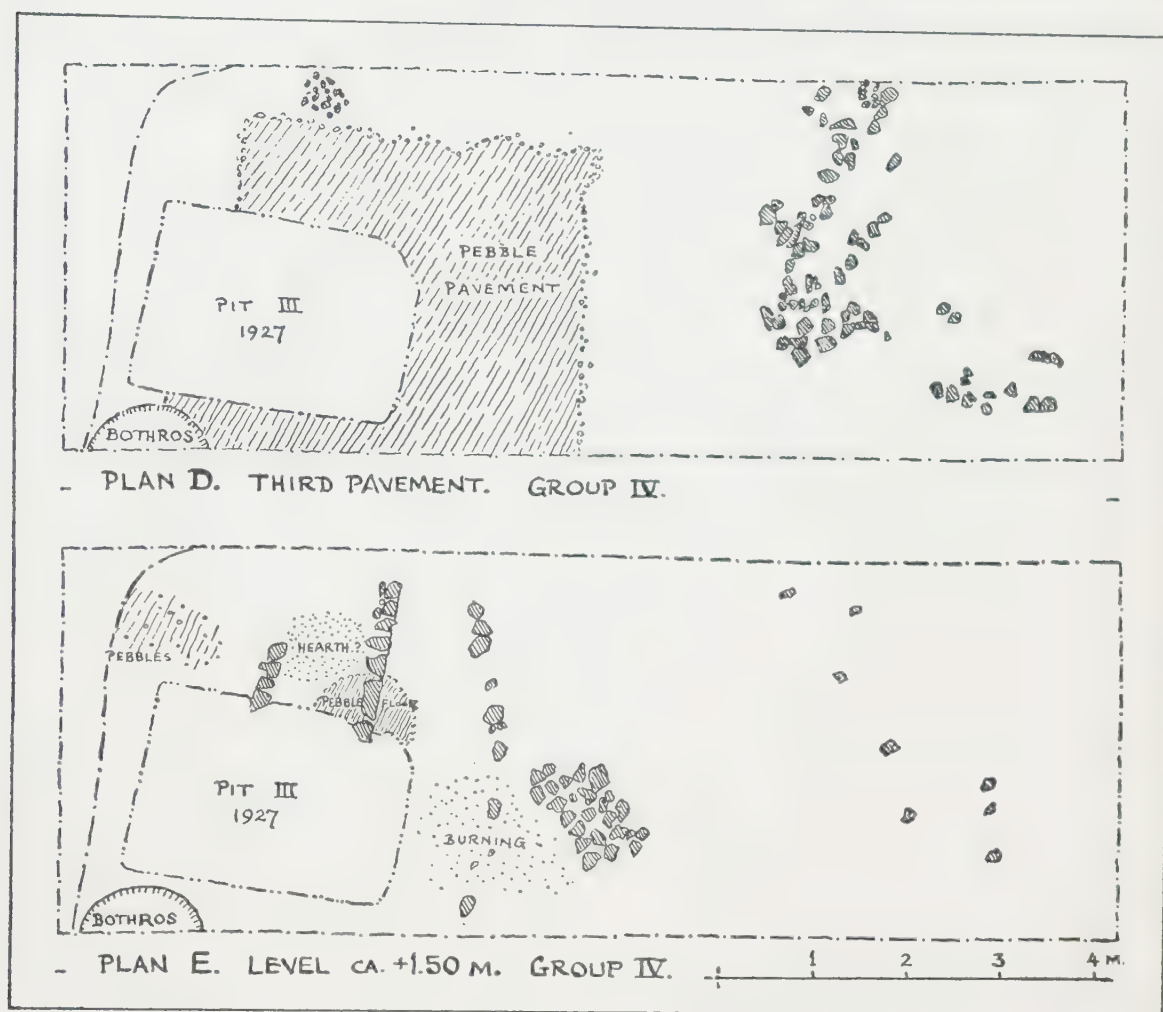 PEBBLE
PAVEMENT
PIT III
1927
BOTHROS
PLAN D. THIRD PAVEMENT. GROUP IV.
HEARTH ?
PEBBLES
PEBBLE FLOOR
PIT III
1927
BURNING
BOTHROS
PLAN E. LEVEL CA. +1.50 M. GROUP IV.
1 2 3 4 M.